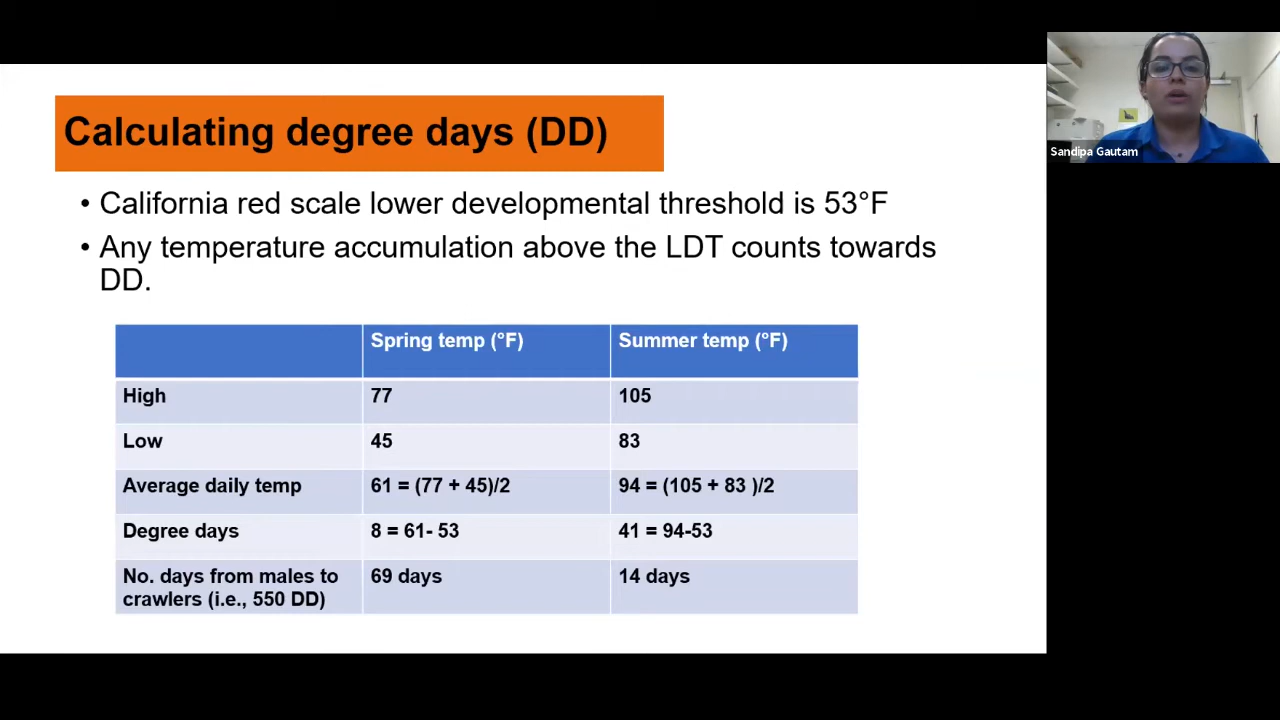 Calculating degree days (DD)
• California red scale lower developmental threshold is 53°F
• Any temperature accumulation above the LDT counts towards
DD.
Spring temp (°F) Summer temp (°F)
High 77 105
Low 45 83
Average daily temp 61 = (77 + 45)/2 94 = (105 + 83 )/2
Degree days 8 = 61- 53 41 = 94-53
No. days from males to 69 days 14 days
crawlers (i.e., 550 DD)
Sandipa Gautam